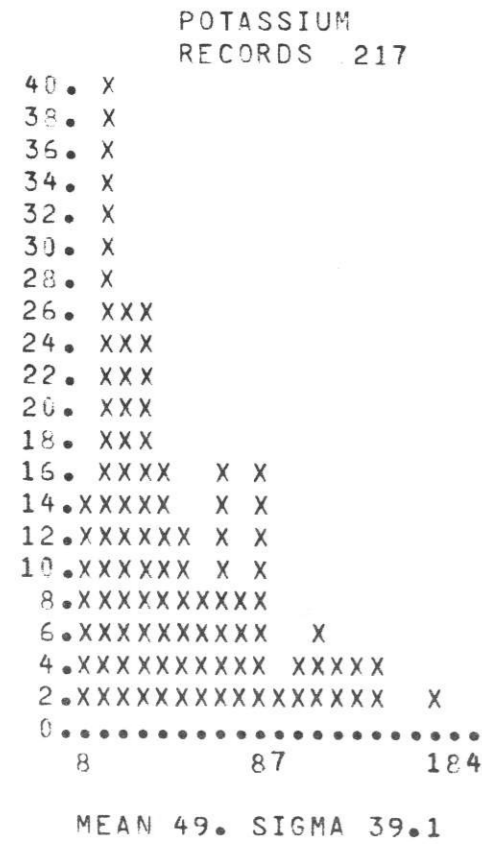 POTASSIUM
RECORDS 217
40. X
38. X
36. X
34. X
32. X
30. X
28. X
26. XXX
24. XXX
22. XXX
20. XXX
18. XXX
16. XXXX  X X
14.XXXXX  X X
12.XXXXXX X X
10.XXXXXX X X
8.XXXXXXXXXX
6.XXXXXXXXXX  X
4.XXXXXXXXXX XXXXX
2.XXXXXXXXXXXXXXXX  X
0......................
8 87 184
MEAN 49. SIGMA 39.1